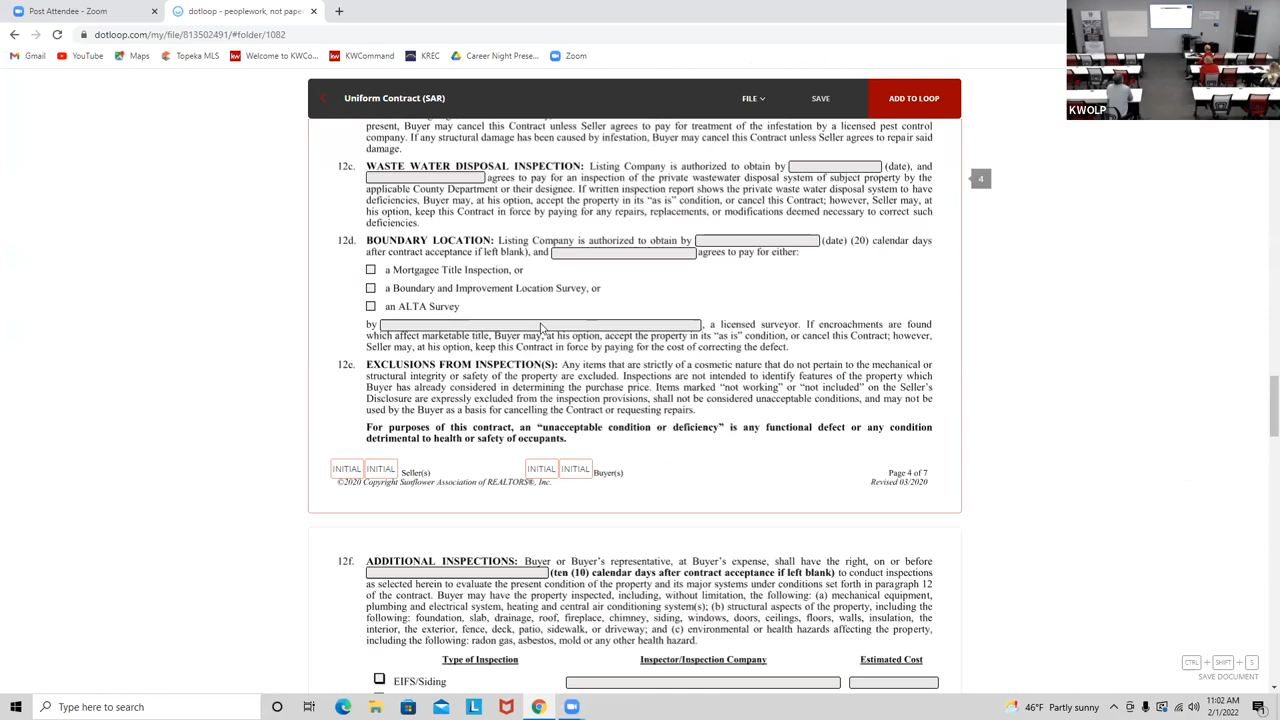 Post Attendee - Zoom
dotloop - peoplework, not paper
dotloop.com/my/file/813502491/#folder/1082
Gmail YouTube Maps Topeka MLS Welcome to KWCo... KWCommand KREC Career Night Prese... Zoom
KWOLP
Uniform Contract (SAR) FILE SAVE ADD TO LOOP
present, Buyer may cancel this Contract unless Seller agrees to pay for treatment of the infestation by a licensed pest control
company. If any structural damage has been caused by infestation, Buyer may cancel this Contract unless Seller agrees to repair said
damage.
12c. WASTE WATER DISPOSAL INSPECTION: Listing Company is authorized to obtain by (date), and
agrees to pay for an inspection of the private wastewater disposal system of subject property by the
applicable County Department or their designee. If written inspection report shows the private waste water disposal system to have
deficiencies, Buyer may, at his option, accept the property in its “as is” condition, or cancel this Contract; however, Seller may, at
his option, keep this Contract in force by paying for any repairs, replacements, or modifications deemed necessary to correct such
deficiencies.
4
12d. BOUNDARY LOCATION: Listing Company is authorized to obtain by (date) (20) calendar days
after contract acceptance if left blank), and agrees to pay for either:
a Mortgagee Title Inspection, or
a Boundary and Improvement Location Survey, or
an ALTA Survey
by , a licensed surveyor. If encroachments are found
which affect marketable title, Buyer may, at his option, accept the property in its “as is” condition, or cancel this Contract; however,
Seller may, at his option, keep this Contract in force by paying for the cost of correcting the defect.
12e. EXCLUSIONS FROM INSPECTION(S): Any items that are strictly of a cosmetic nature that do not pertain to the mechanical or
structural integrity or safety of the property are excluded. Inspections are not intended to identify features of the property which
Buyer has already considered in determining the purchase price. Items marked “not working” or “not included” on the Seller’s
Disclosure are expressly excluded from the inspection provisions, shall not be considered unacceptable conditions, and may not be
used by the Buyer as a basis for cancelling the Contract or requesting repairs.
For purposes of this contract, an “unacceptable condition or deficiency” is any functional defect or any condition
detrimental to health or safety of occupants.
INITIAL INITIAL Seller(s) INITIAL INITIAL Buyer(s) Page 4 of 7
©2020 Copyright Sunflower Association of REALTORS®, Inc. Revised 03/2020
12f. ADDITIONAL INSPECTIONS: Buyer or Buyer’s representative, at Buyer’s expense, shall have the right, on or before
(ten (10) calendar days after contract acceptance if left blank) to conduct inspections
as selected herein to evaluate the present condition of the property and its major systems under conditions set forth in paragraph 12
of the contract. Buyer may have the property inspected, including, without limitation, the following: (a) mechanical equipment,
plumbing and electrical system, heating and central air conditioning system(s); (b) structural aspects of the property, including the
following: foundation, slab, drainage, roof, fireplace, chimney, siding, windows, doors, ceilings, floors, walls, insulation, the
interior, the exterior, fence, deck, patio, sidewalk, or driveway; and (c) environmental or health hazards affecting the property,
including the following: radon gas, asbestos, mold or any other health hazard.
Type of Inspection Inspector/Inspection Company Estimated Cost
EIFS/Siding
CTRL + SHIFT + S
SAVE DOCUMENT
Type here to search
46°F Partly sunny
11:02 AM
2/1/2022